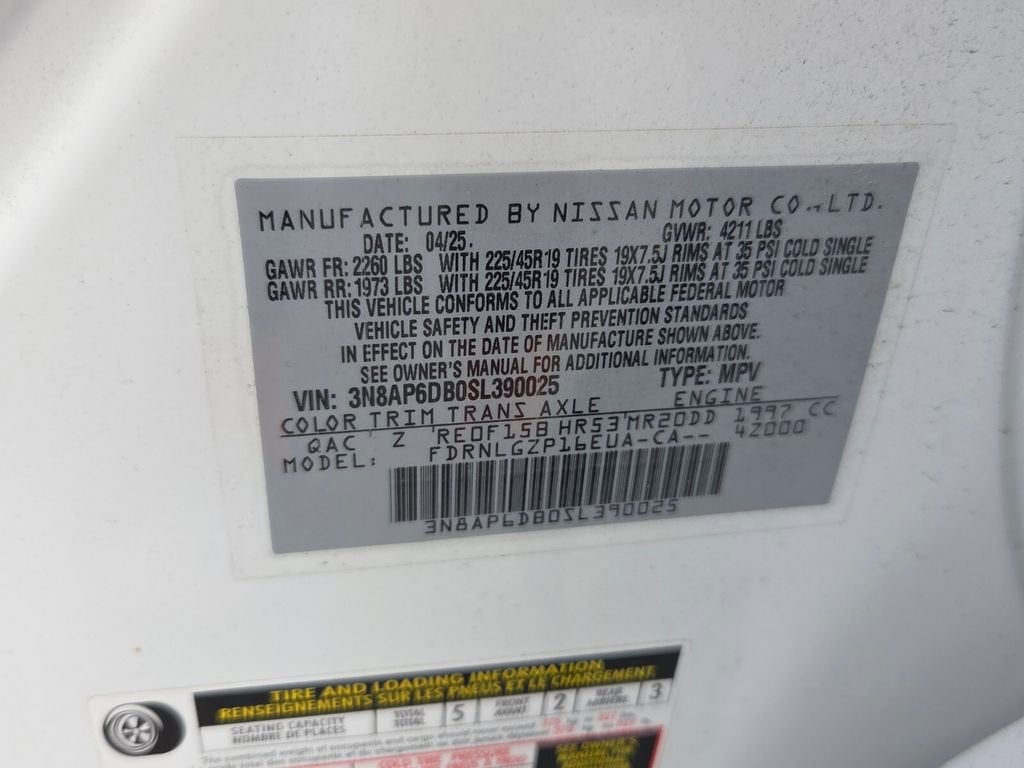 MANUFACTURED BY NISSAN MOTOR CO.,LTD.
DATE: 04/25. GVWR: 4211 LBS
GAWR FR: 2260 LBS WITH 225/45R19 TIRES 19X7.5J RIMS AT 35 PSI COLD SINGLE
GAWR RR: 1973 LBS WITH 225/45R19 TIRES 19X7.5J RIMS AT 35 PSI COLD SINGLE
THIS VEHICLE CONFORMS TO ALL APPLICABLE FEDERAL MOTOR
VEHICLE SAFETY AND THEFT PREVENTION STANDARDS
IN EFFECT ON THE DATE OF MANUFACTURE SHOWN ABOVE.
SEE OWNER'S MANUAL FOR ADDITIONAL INFORMATION.
VIN: 3N8AP6DB0SL390025 TYPE: MPV
COLOR TRIM TRANS AXLE ENGINE
QAC Z RE0F15B HR53 MR20DD 1997 CC
MODEL: FDRNLGZP16EUA-CA-- 4Z000
3N8AP6DB0SL390025
TIRE AND LOADING INFORMATION
RENSEIGNEMENTS SUR LES PNEUS ET LE CHARGEMENT
SEATING CAPACITY
NOMBRE DE PLACES
TOTAL
TOTAL
5
FRONT
AVANT
2
REAR
ARRIÈRE
3